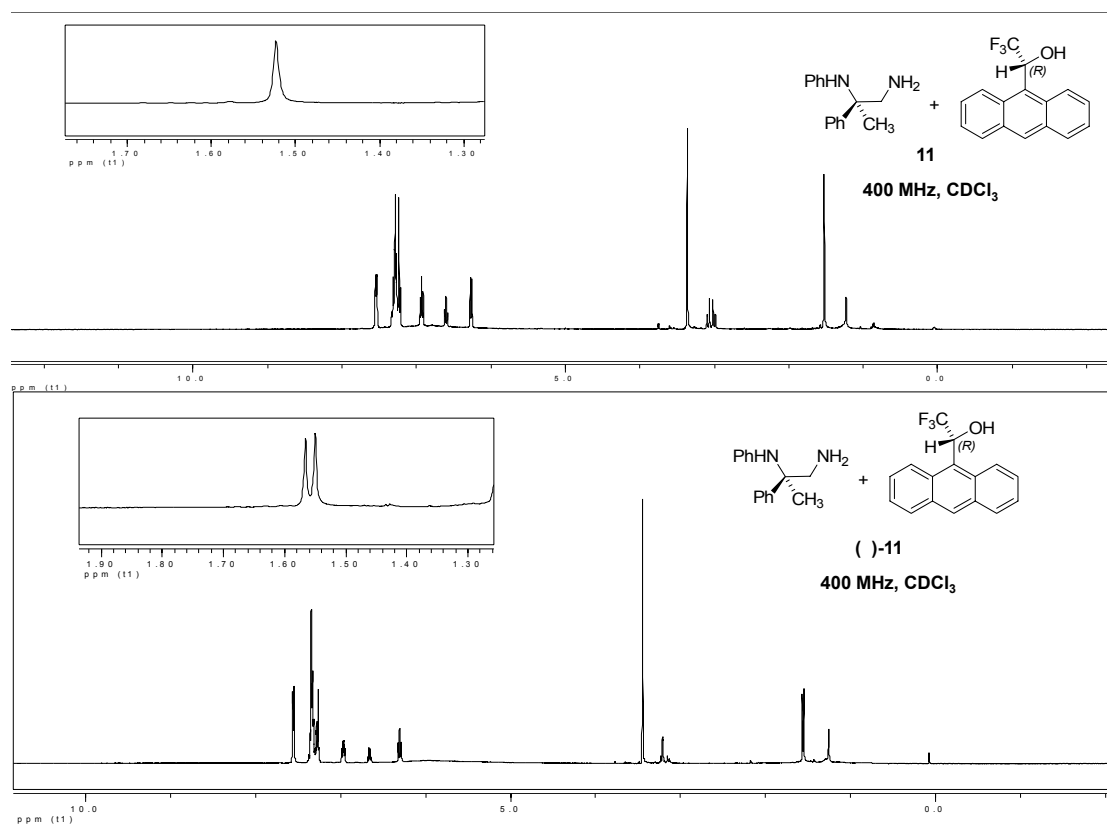 F3C OH
H (R)
PhHN NH2
Ph CH3
+
11
400 MHz, CDCl3
1.70 1.60 1.50 1.40 1.30
ppm (t1)
10.0 5.0 0.0
ppm (t1)
F3C OH
H (R)
PhHN NH2
Ph CH3
+
( )-11
400 MHz, CDCl3
1.90 1.80 1.70 1.60 1.50 1.40 1.30
ppm (t1)
10.0 5.0 0.0
ppm (t1)